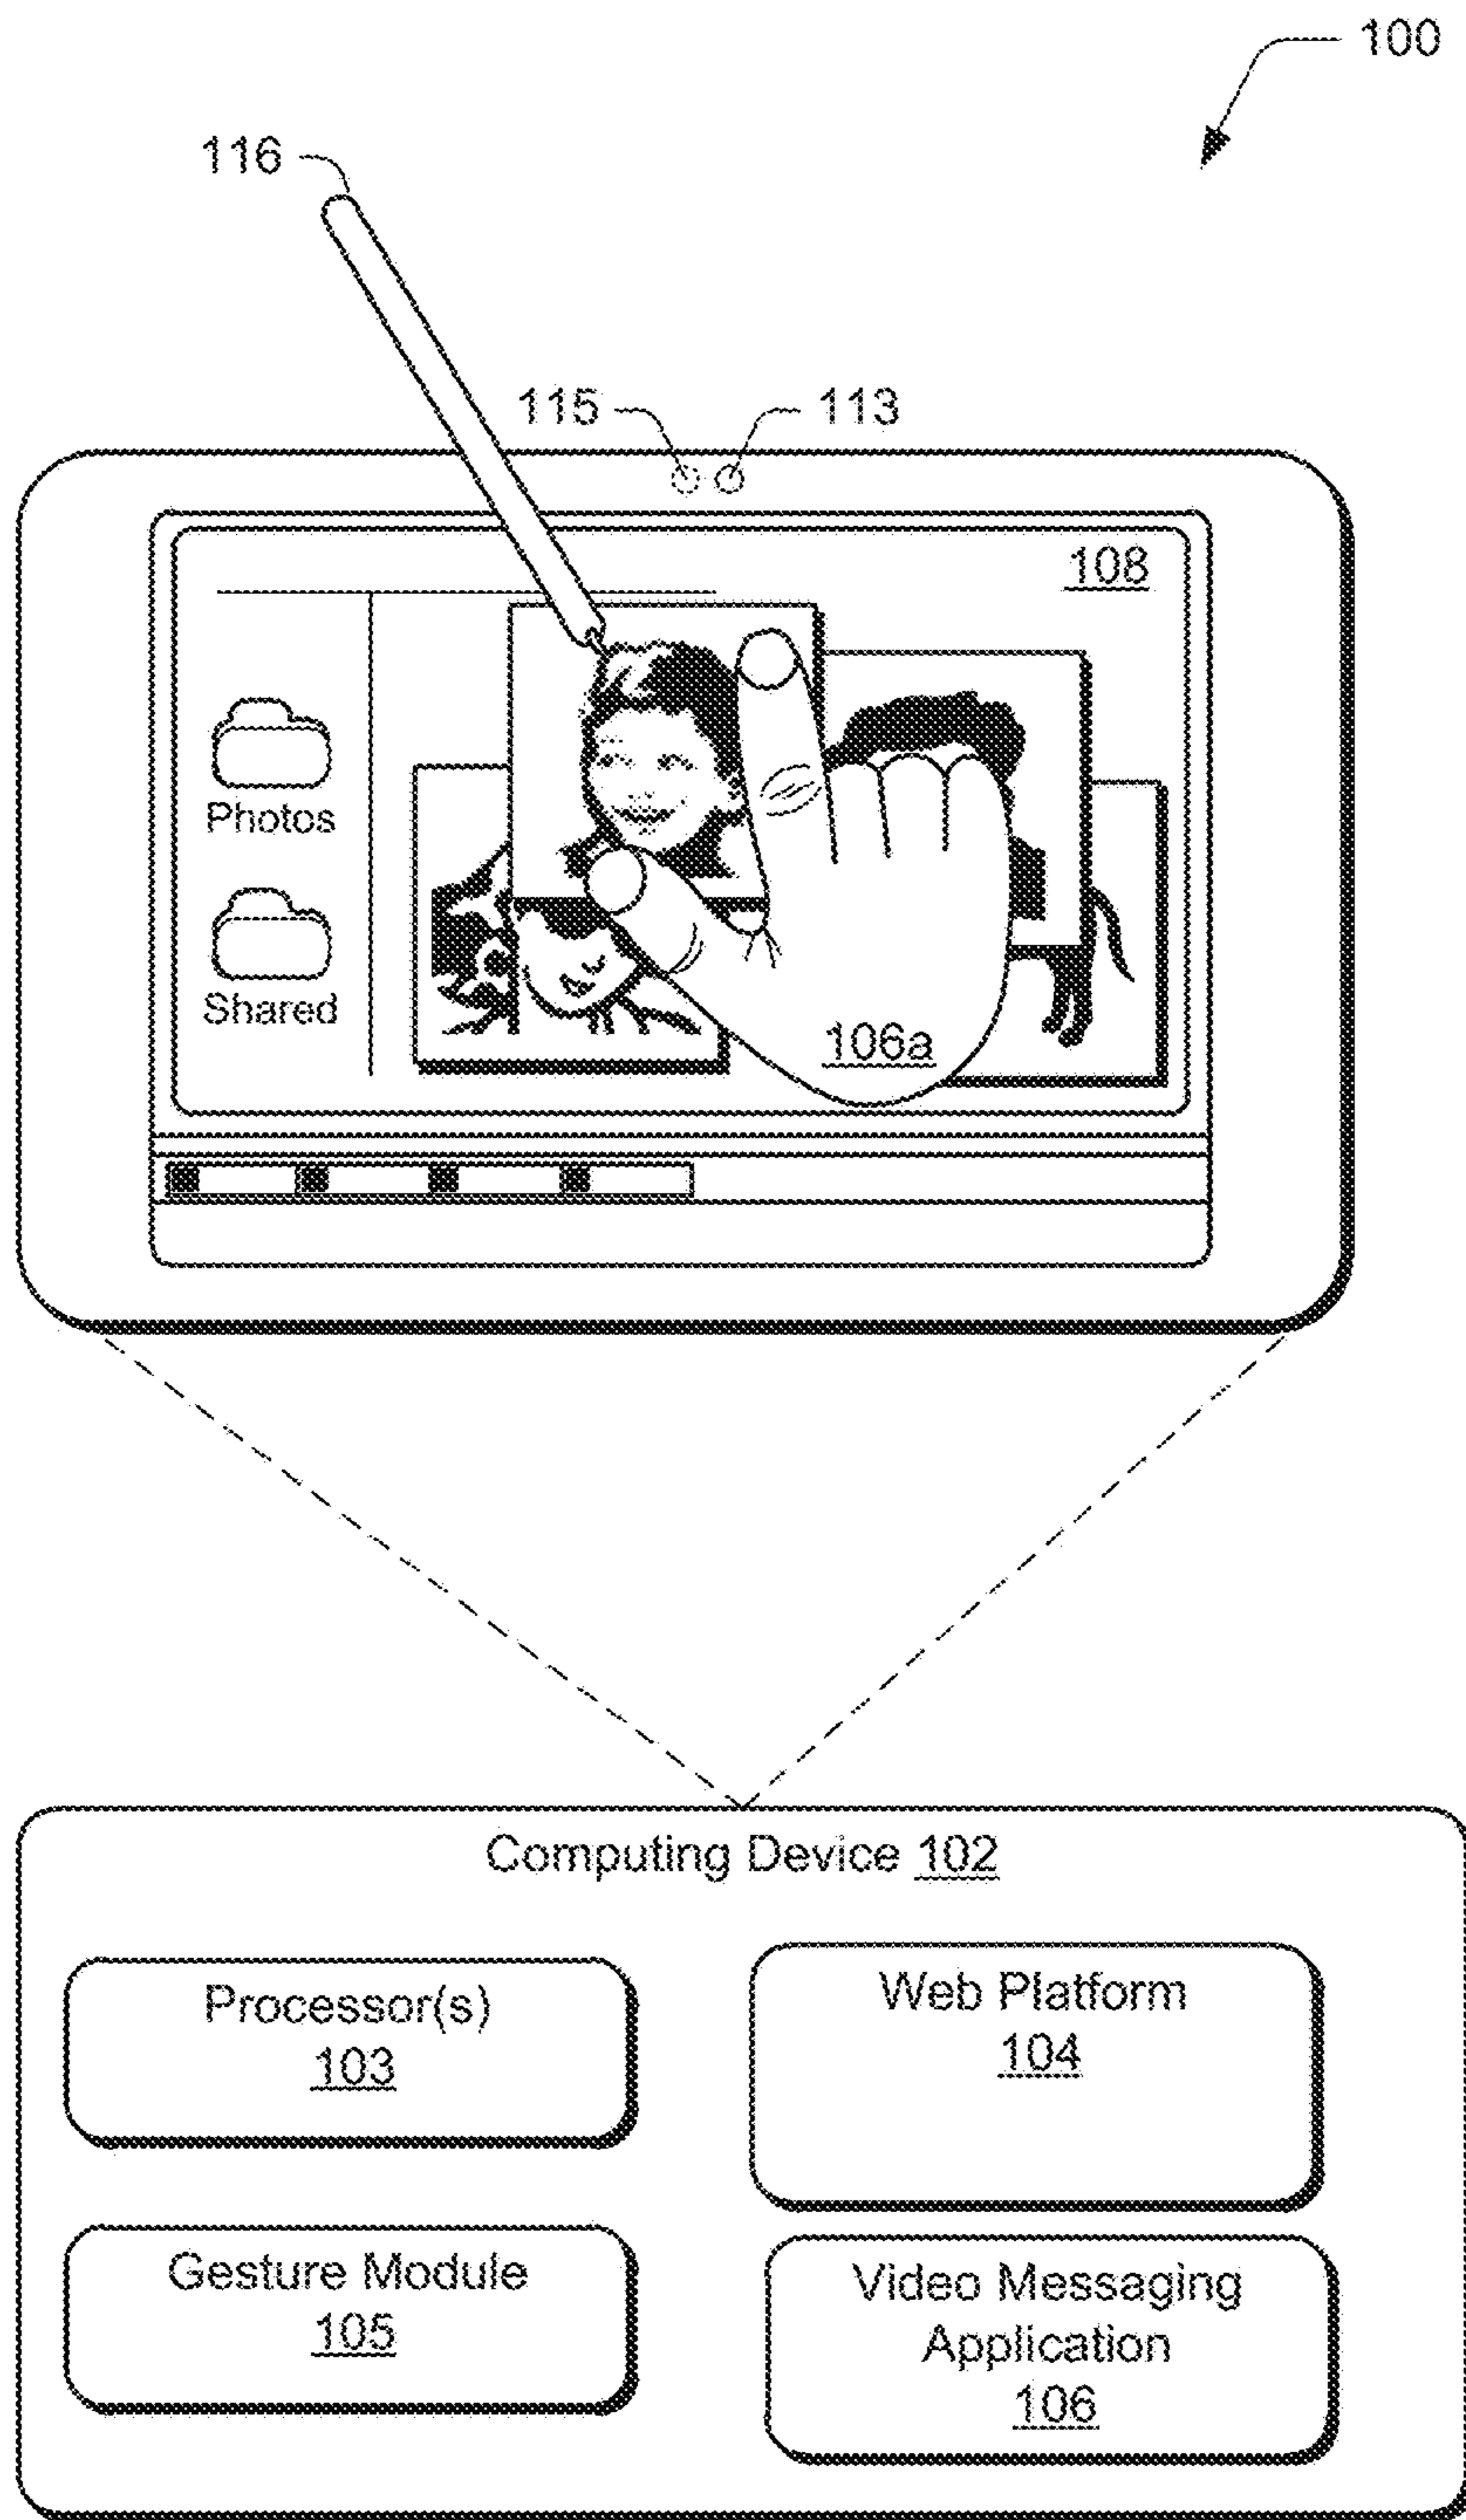 100
116
115
113
108
Photos
Shared
106a
Computing Device 102
Processor(s)
103
Web Platform
104
Gesture Module
105
Video Messaging
Application
106